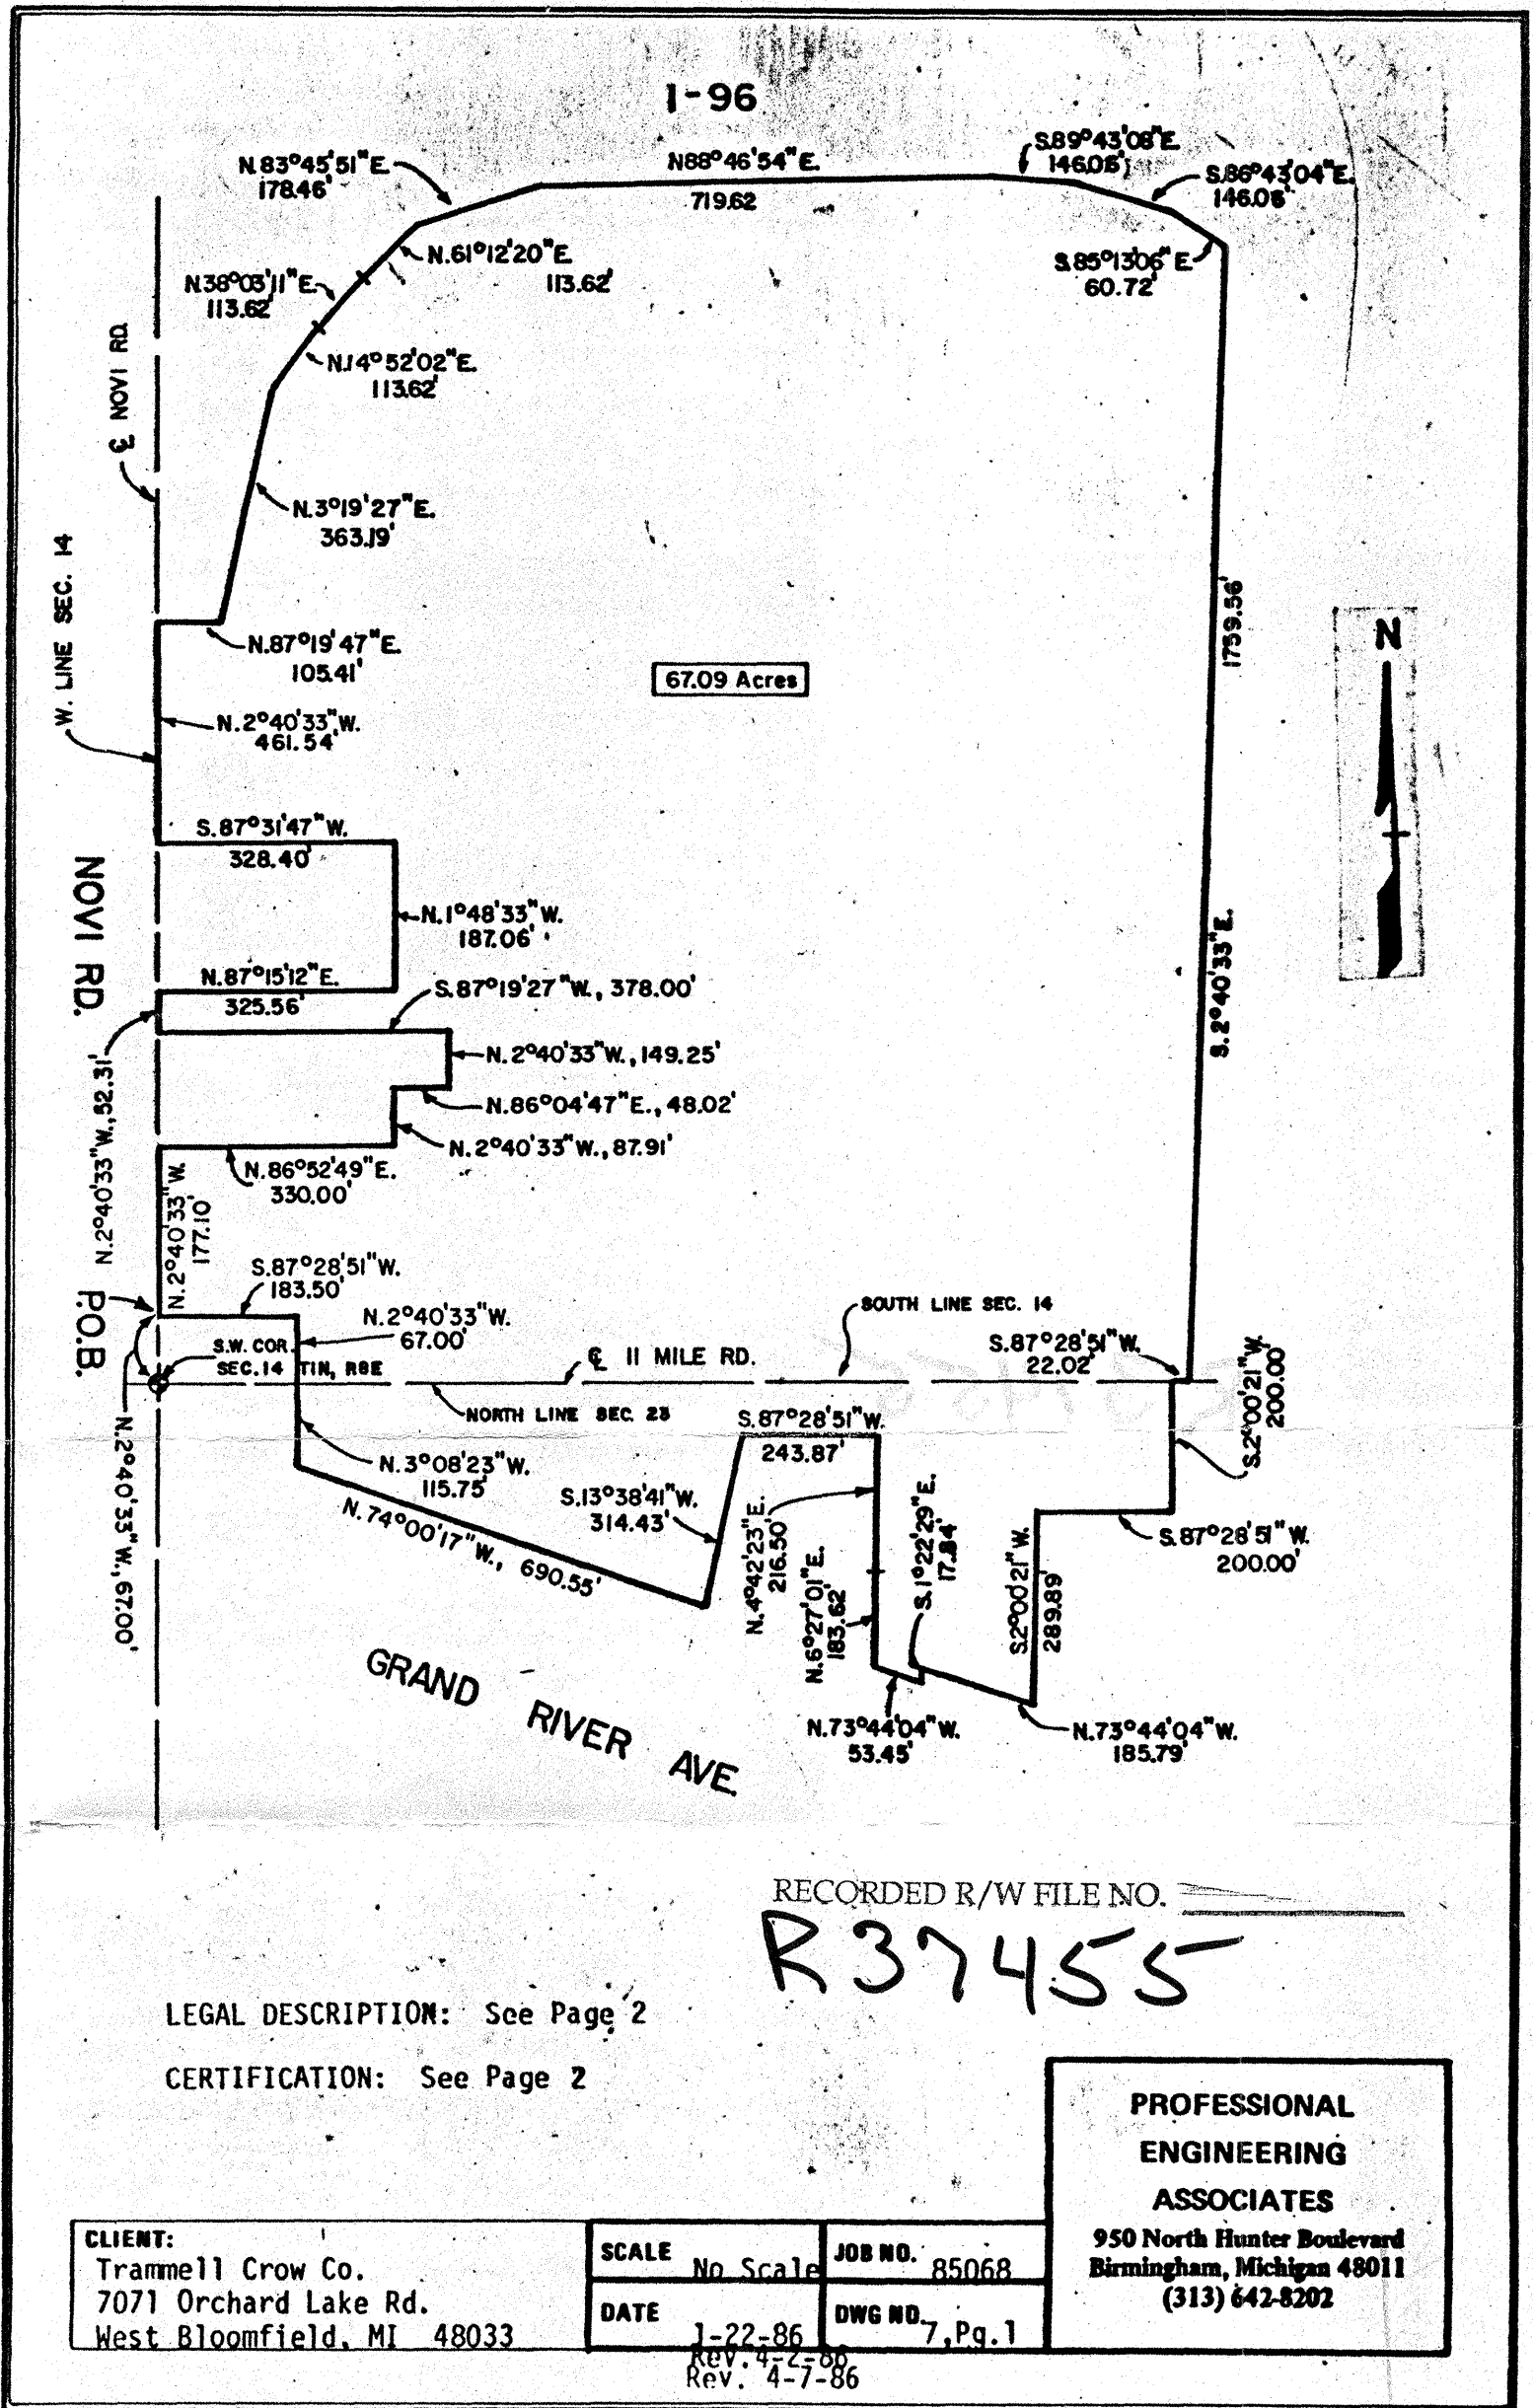 I-96
N.83°45'51"E.
178.46'
N88°46'54"E.
719.62
S.89°43'08"E.
146.08'
S.86°43'04"E.
146.08'
N.61°12'20"E.
113.62'
S.85°13'06"E
60.72'
N.38°03'11"E.
113.62'
N.14°52'02"E.
113.62'
℄ NOVI RD.
N.3°19'27"E.
363.19'
W. LINE SEC. 14
1759.56'
N
N.87°19'47"E.
105.41'
67.09 Acres
N.2°40'33"W.
461.54'
S.87°31'47"W.
328.40'
NOVI RD.
N.1°48'33"W.
187.06'
S.2°40'33"E.
N.87°15'12"E.
325.56'
S.87°19'27"W., 378.00'
N.2°40'33"W., 52.31'
N.2°40'33"W., 149.25'
N.86°04'47"E., 48.02'
N.2°40'33"W., 87.91'
N.86°52'49"E.
330.00'
N.2°40'33"W.
177.10'
S.87°28'51"W.
183.50'
P.O.B.
N.2°40'33"W.
67.00'
SOUTH LINE SEC. 14
S.W. COR.
SEC. 14 T1N, R8E
℄ 11 MILE RD.
S.87°28'51"W.
22.02'
S.2°00'21"W.
200.00'
NORTH LINE SEC. 23
S.87°28'51"W.
243.87'
N.2°40'33"W., 67.00'
N.3°08'23"W.
115.75'
S.13°38'41"W.
314.43'
N.74°00'17"W., 690.55'
N.4°42'23"E.
216.50'
N.6°27'01"E.
183.62'
S.1°22'29"E.
17.84'
S.2°00'21"W.
289.89'
S.87°28'51"W.
200.00'
GRAND RIVER AVE.
N.73°44'04"W.
53.45'
N.73°44'04"W.
185.79'
RECORDED R/W FILE NO.
R37455
LEGAL DESCRIPTION: See Page 2
CERTIFICATION: See Page 2
PROFESSIONAL
ENGINEERING
ASSOCIATES
950 North Hunter Boulevard
Birmingham, Michigan 48011
(313) 642-8202
CLIENT:
Trammell Crow Co.
7071 Orchard Lake Rd.
West Bloomfield, MI 48033
SCALE No Scale
JOB NO. 85068
DATE 1-22-86
DWG NO. 7, Pg.1
Rev. 4-2-86
Rev. 4-7-86